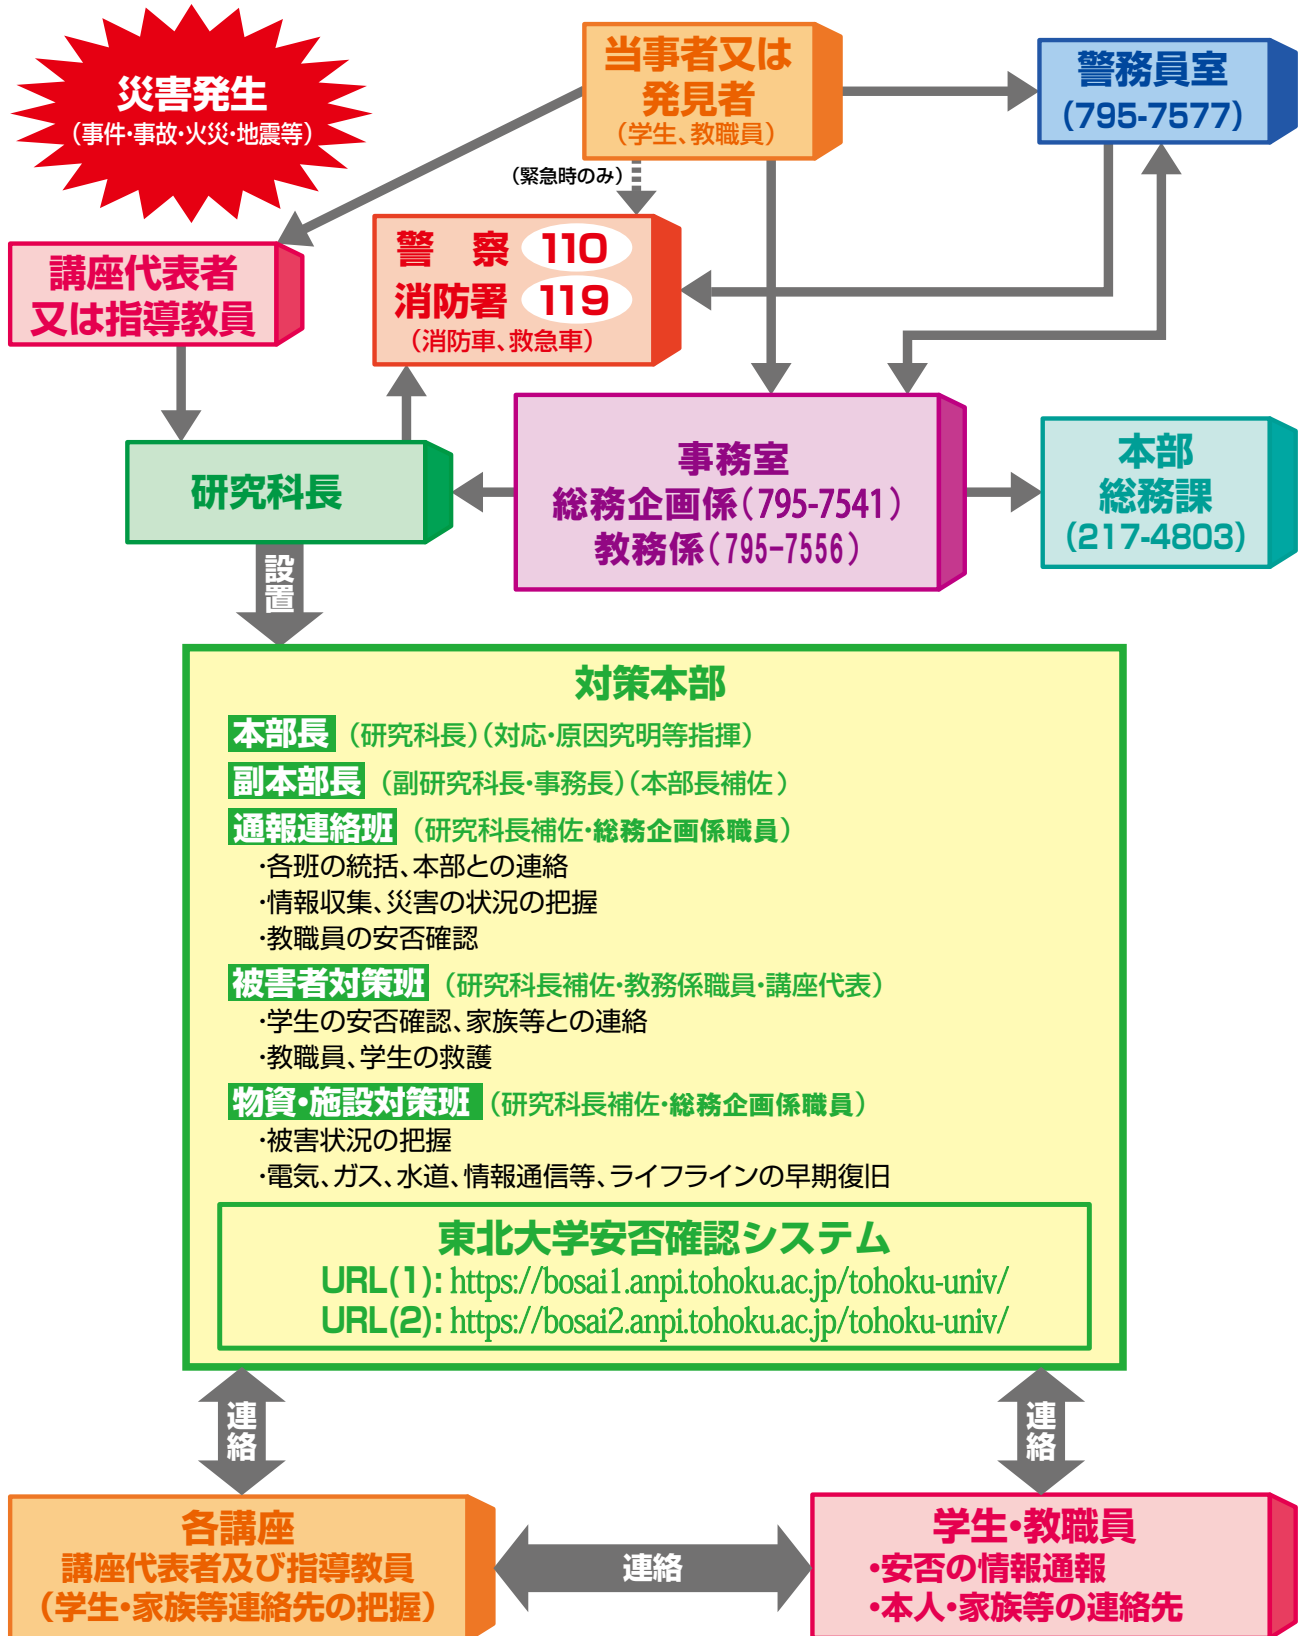 災害発生
（事件・事故・火災・地震等）
当事者又は
発見者
（学生、教職員）
警務員室
（795-7577）
（緊急時のみ）
警　察 110
消防署 119
（消防車、救急車）
講座代表者
又は指導教員
研究科長
事務室
総務企画係（795-7541）
教務係（795-7556）
本部
総務課
（217-4803）
設置
対策本部
本部長（研究科長）（対応・原因究明等指揮）
副本部長（副研究科長・事務長）（本部長補佐）
通報連絡班（研究科長補佐・総務企画係職員）
・各班の統括、本部との連絡
・情報収集、災害の状況の把握
・教職員の安否確認
被害者対策班（研究科長補佐・教務係職員・講座代表）
・学生の安否確認、家族等との連絡
・教職員、学生の救護
物資・施設対策班（研究科長補佐・総務企画係職員）
・被害状況の把握
・電気、ガス、水道、情報通信等、ライフラインの早期復旧
東北大学安否確認システム
URL(1): https://bosai1.anpi.tohoku.ac.jp/tohoku-univ/
URL(2): https://bosai2.anpi.tohoku.ac.jp/tohoku-univ/
連絡
連絡
各講座
講座代表者及び指導教員
（学生・家族等連絡先の把握）
連絡
学生・教職員
・安否の情報通報
・本人・家族等の連絡先